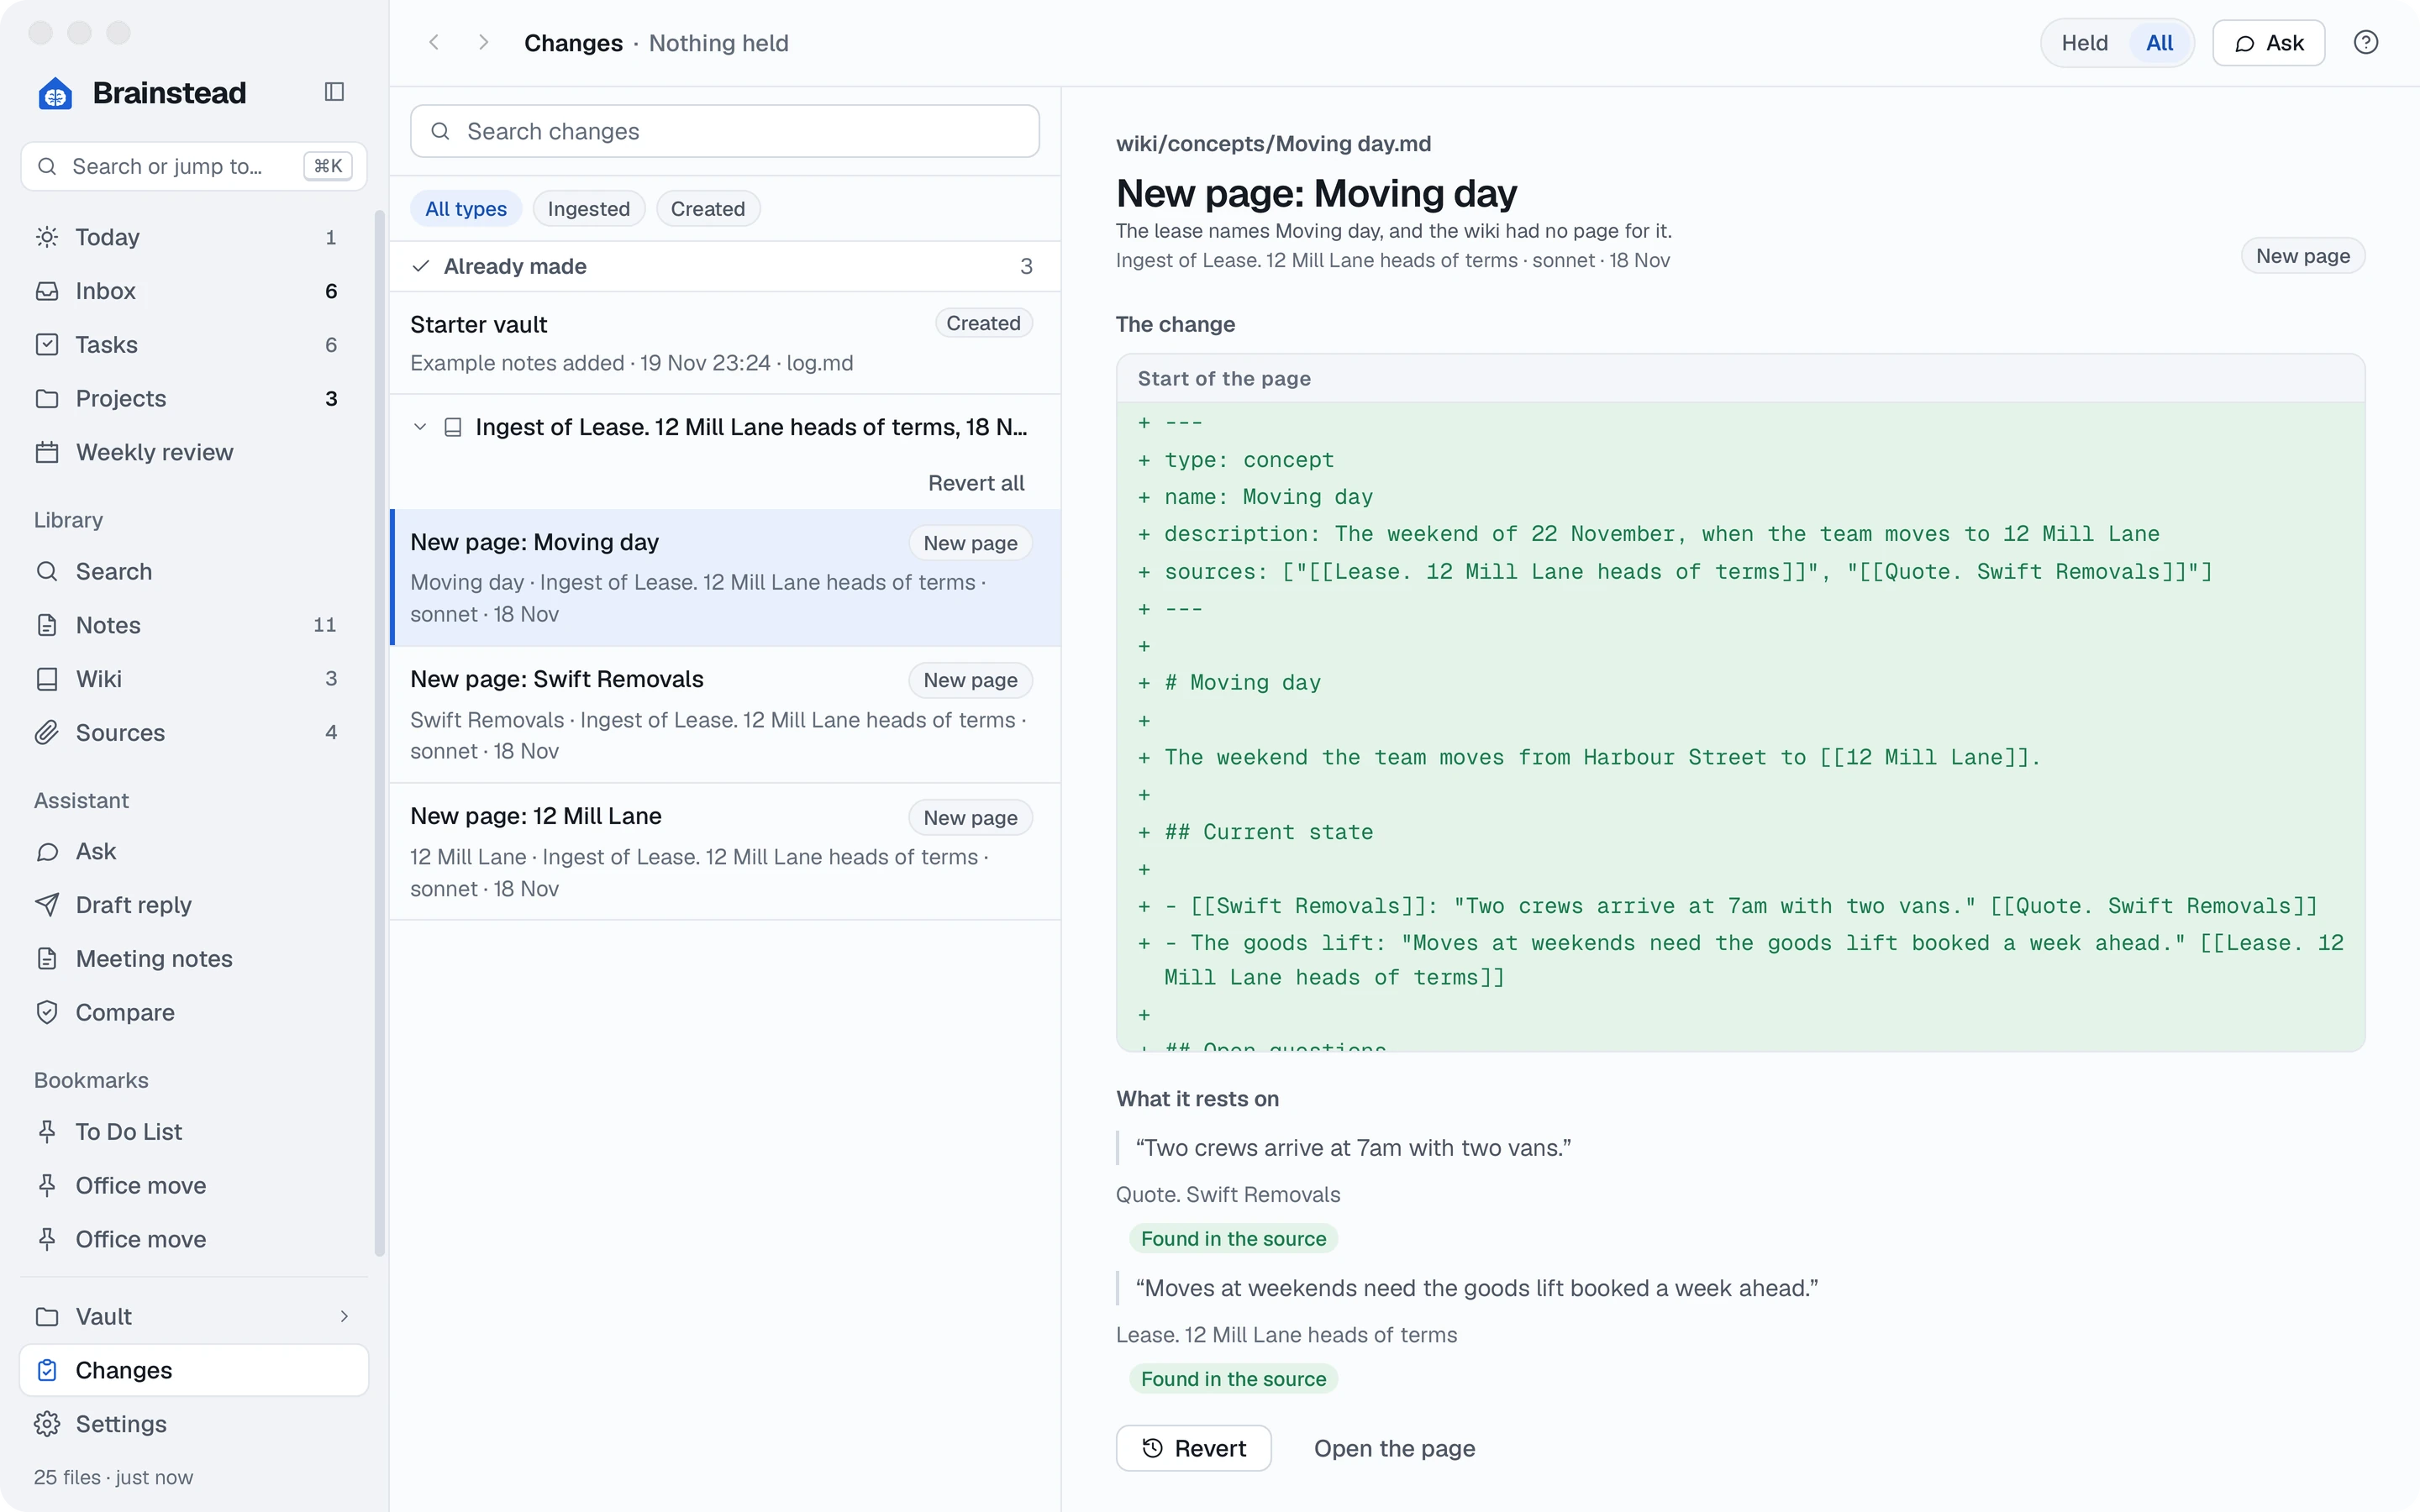 Brainstead
Search or jump to... ⌘K
Today 1
Inbox 6
Tasks 6
Projects 3
Weekly review
Library
Search
Notes 11
Wiki 3
Sources 4
Assistant
Ask
Draft reply
Meeting notes
Compare
Bookmarks
To Do List
Office move
Office move
Vault
Changes
Settings
25 files · just now
Changes · Nothing held
Held All
Ask
Search changes
All types Ingested Created
Already made 3
Starter vault Created
Example notes added · 19 Nov 23:24 · log.md
Ingest of Lease. 12 Mill Lane heads of terms, 18 N...
Revert all
New page: Moving day New page
Moving day · Ingest of Lease. 12 Mill Lane heads of terms ·
sonnet · 18 Nov
New page: Swift Removals New page
Swift Removals · Ingest of Lease. 12 Mill Lane heads of terms ·
sonnet · 18 Nov
New page: 12 Mill Lane New page
12 Mill Lane · Ingest of Lease. 12 Mill Lane heads of terms ·
sonnet · 18 Nov
wiki/concepts/Moving day.md
New page: Moving day
The lease names Moving day, and the wiki had no page for it.
Ingest of Lease. 12 Mill Lane heads of terms · sonnet · 18 Nov
New page
The change
Start of the page
+ ---
+ type: concept
+ name: Moving day
+ description: The weekend of 22 November, when the team moves to 12 Mill Lane
+ sources: ["[[Lease. 12 Mill Lane heads of terms]]", "[[Quote. Swift Removals]]"]
+ ---
+
+ # Moving day
+
+ The weekend the team moves from Harbour Street to [[12 Mill Lane]].
+
+ ## Current state
+
+ - [[Swift Removals]]: "Two crews arrive at 7am with two vans." [[Quote. Swift Removals]]
+ - The goods lift: "Moves at weekends need the goods lift booked a week ahead." [[Lease. 12
Mill Lane heads of terms]]
+
+ ## Open questions
What it rests on
“Two crews arrive at 7am with two vans.”
Quote. Swift Removals
Found in the source
“Moves at weekends need the goods lift booked a week ahead.”
Lease. 12 Mill Lane heads of terms
Found in the source
Revert
Open the page